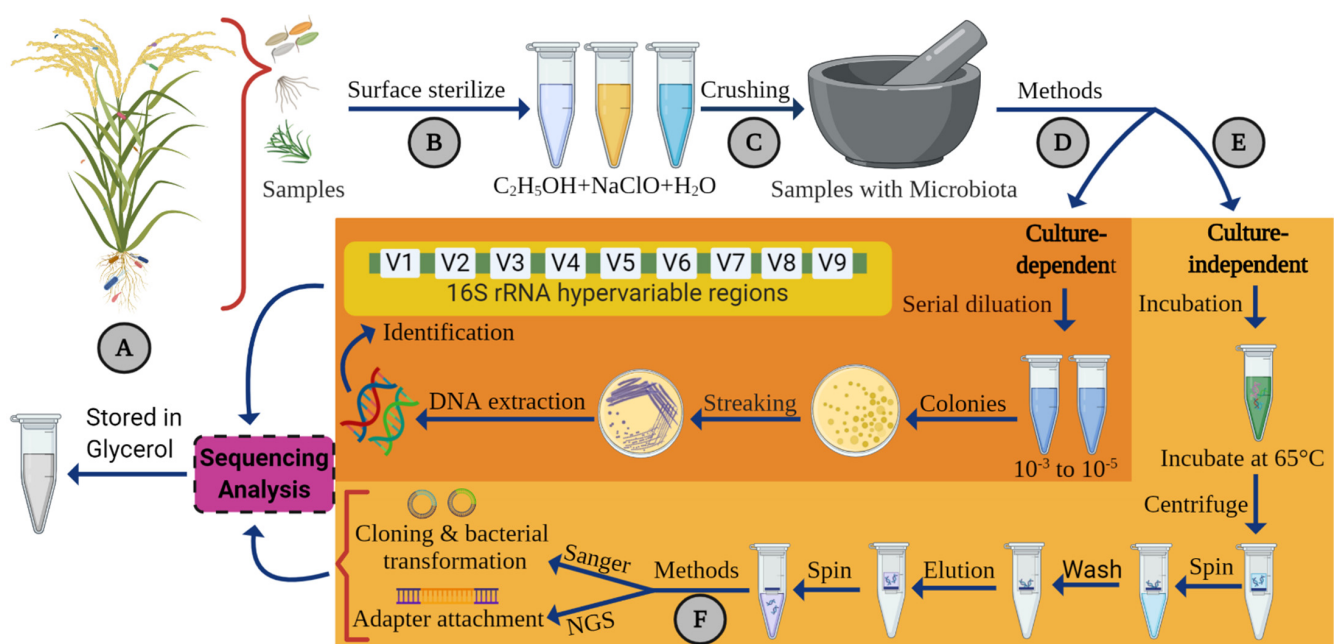 Surface sterilize
B
Crushing
C
Methods
D
E
Samples
C₂H₅OH+NaClO+H₂O
Samples with Microbiota
A
V1 V2 V3 V4 V5 V6 V7 V8 V9
16S rRNA hypervariable regions
Identification
Culture-
dependent
Serial dilution
10⁻³ to 10⁻⁵
Colonies
Streaking
DNA extraction
Culture-
independent
Incubation
Incubate at 65°C
Centrifuge
Spin
Wash
Elution
Spin
Methods
F
Sanger
NGS
Cloning & bacterial
transformation
Adapter attachment
Sequencing
Analysis
Stored in
Glycerol